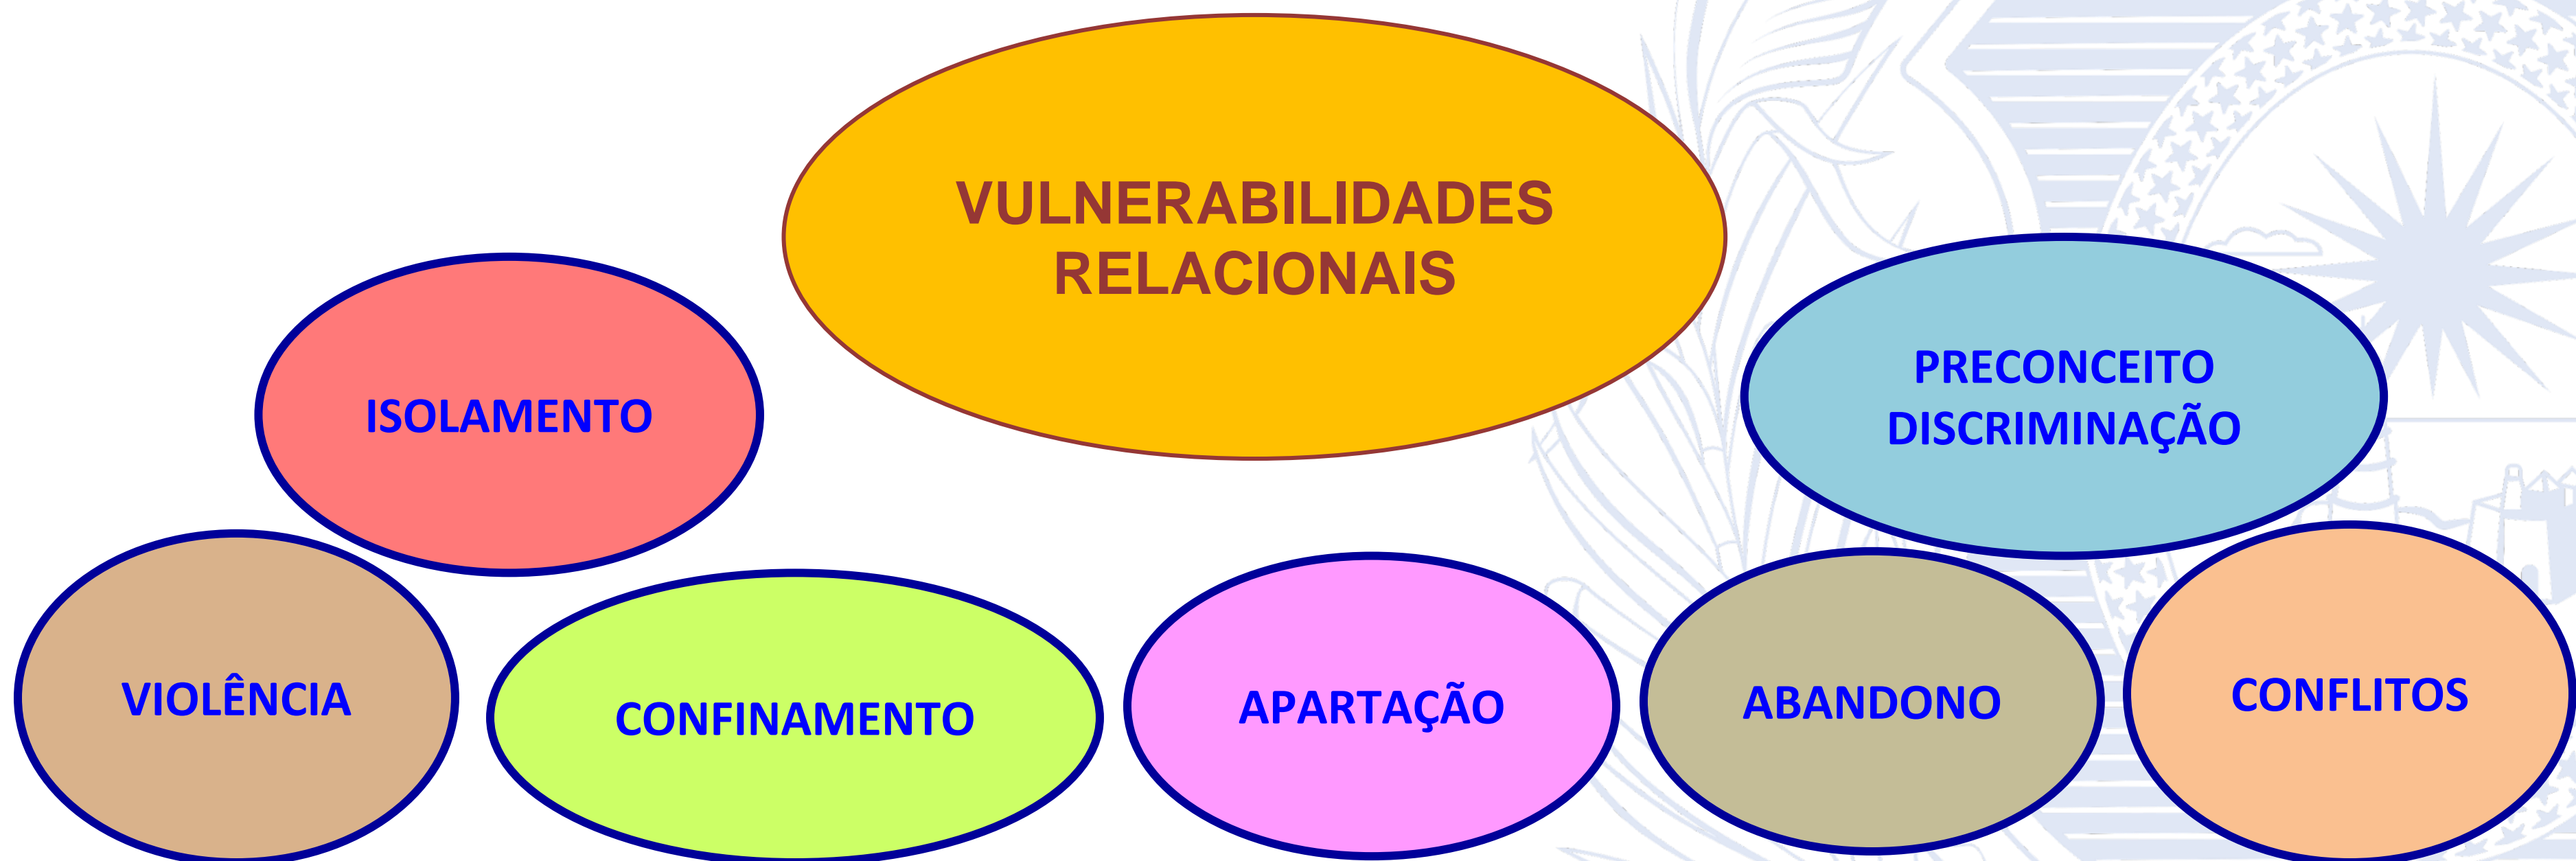 VULNERABILIDADES
RELACIONAIS
ISOLAMENTO
PRECONCEITO
DISCRIMINAÇÃO
VIOLÊNCIA
CONFINAMENTO
APARTAÇÃO
ABANDONO
CONFLITOS